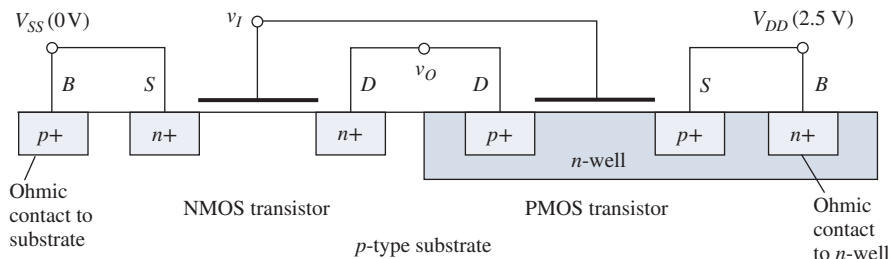 V_SS (0 V)
v_I
V_DD (2.5 V)
B
S
D
v_O
D
S
B
p+
n+
n+
p+
p+
n+
n-well
Ohmic
contact to
substrate
NMOS transistor
PMOS transistor
Ohmic
contact
to n-well
p-type substrate